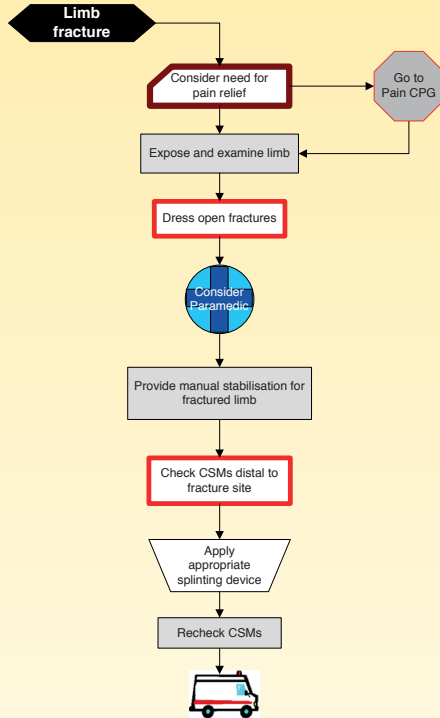 Limb
fracture
Consider need for
pain relief
Go to
Pain CPG
Expose and examine limb
Dress open fractures
Consider
Paramedic
Provide manual stabilisation for
fractured limb
Check CSMs distal to
fracture site
Apply
appropriate
splinting device
Recheck CSMs